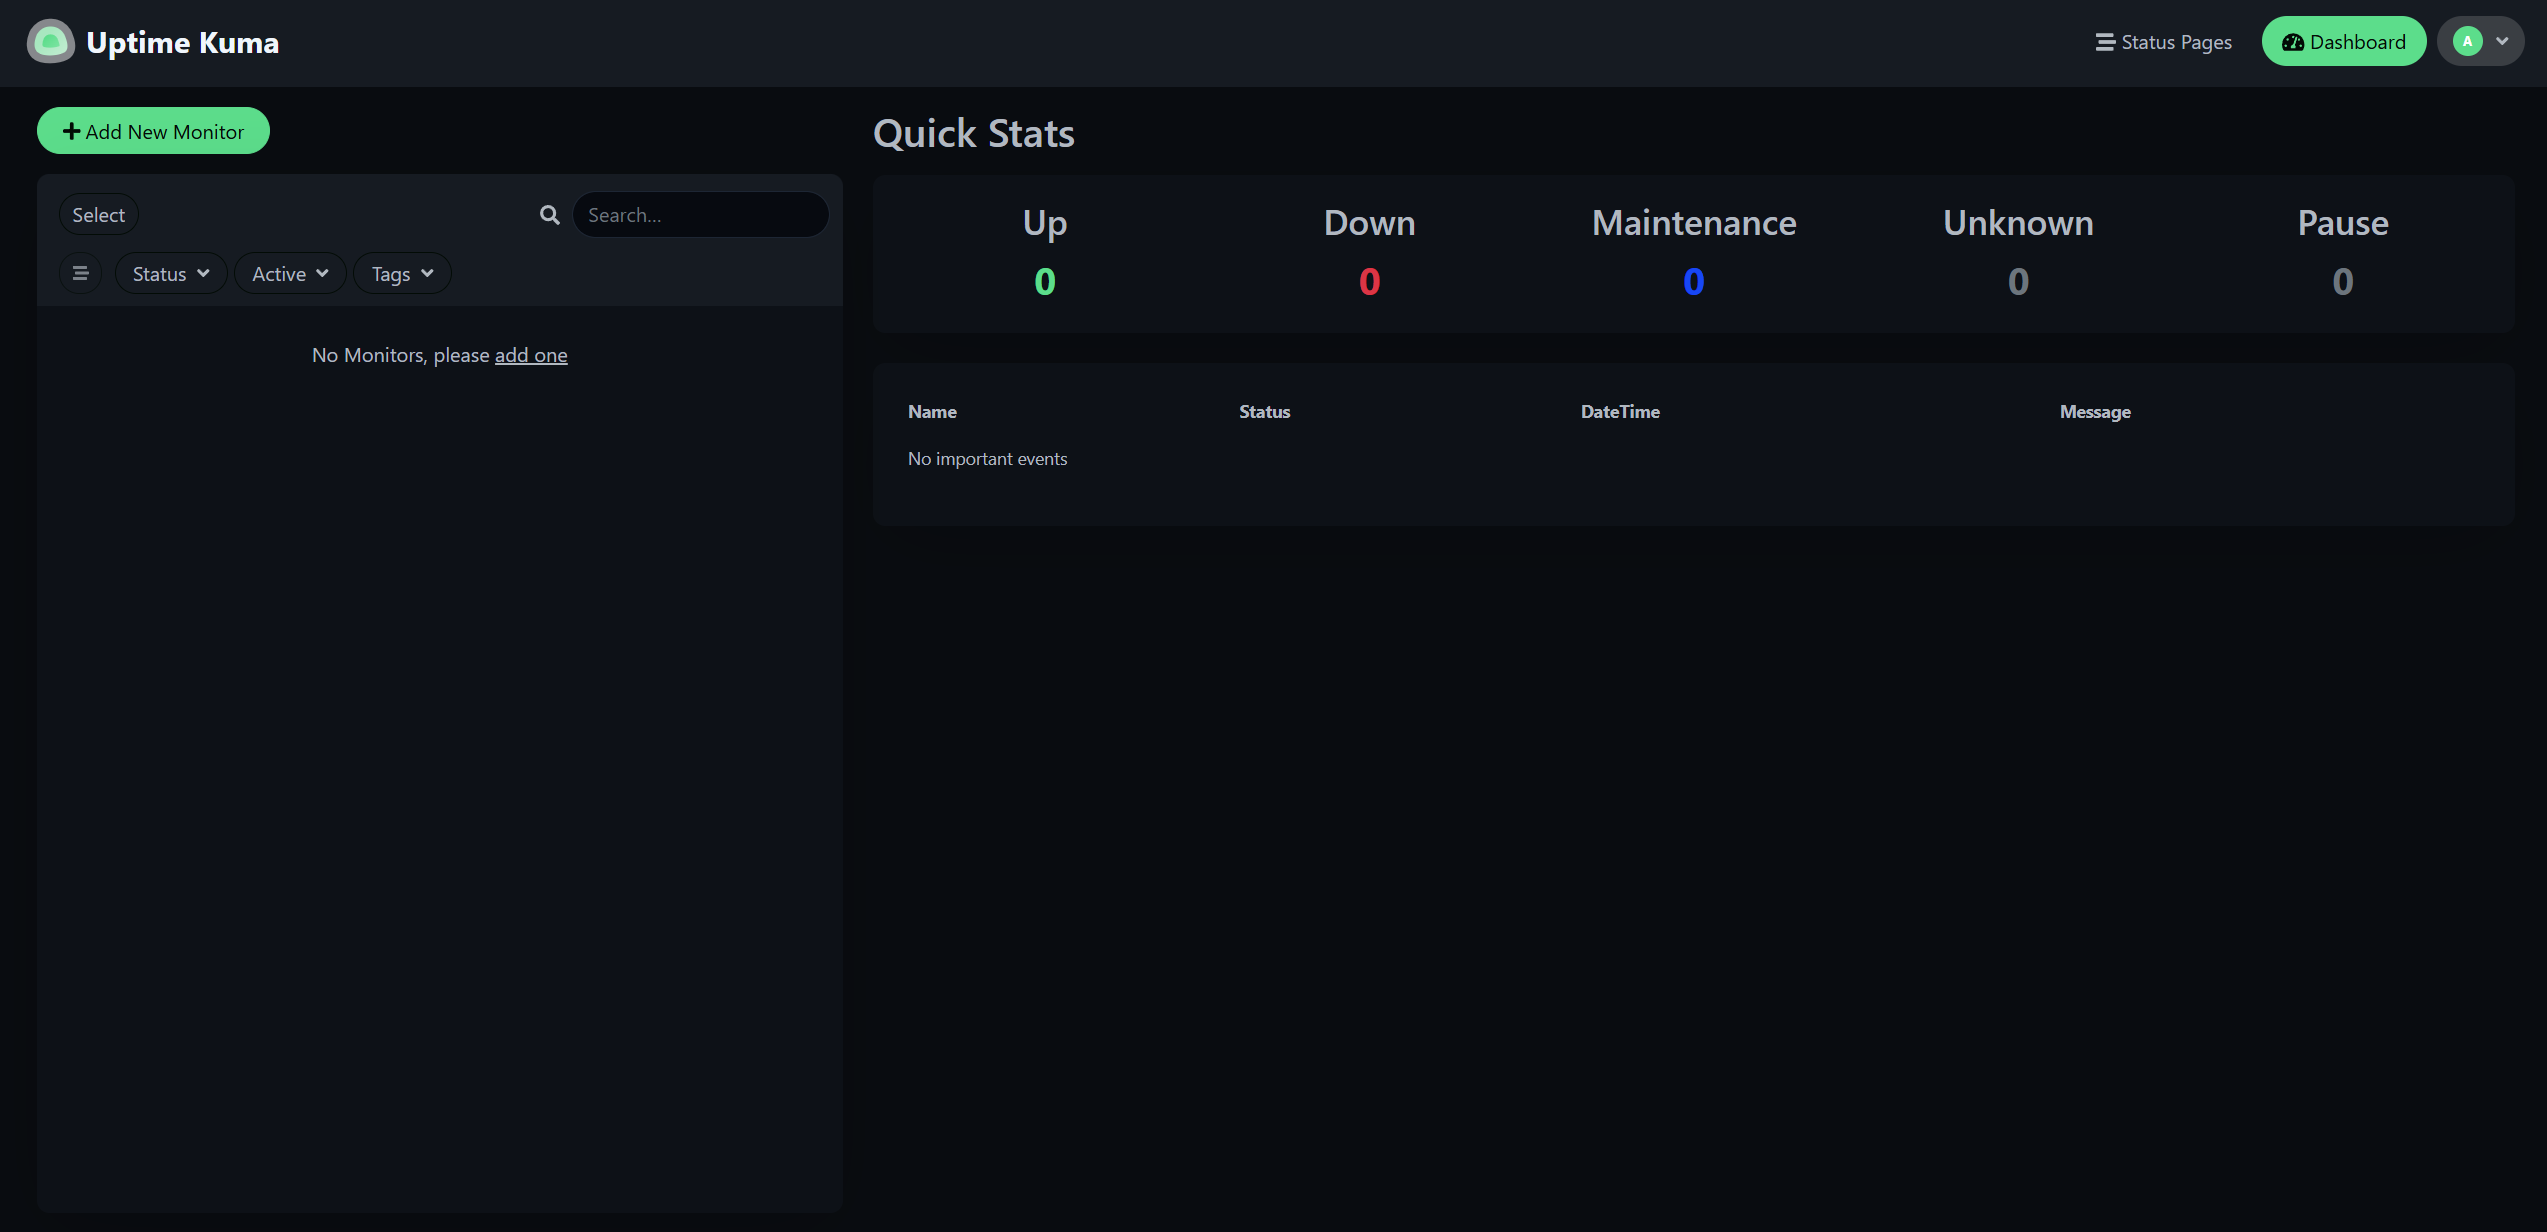 Uptime Kuma
Status Pages
Dashboard
A
Add New Monitor
Select
Search...
Status
Active
Tags
No Monitors, please add one
Quick Stats
Up Down Maintenance Unknown Pause
0 0 0 0 0
Name Status DateTime Message
No important events